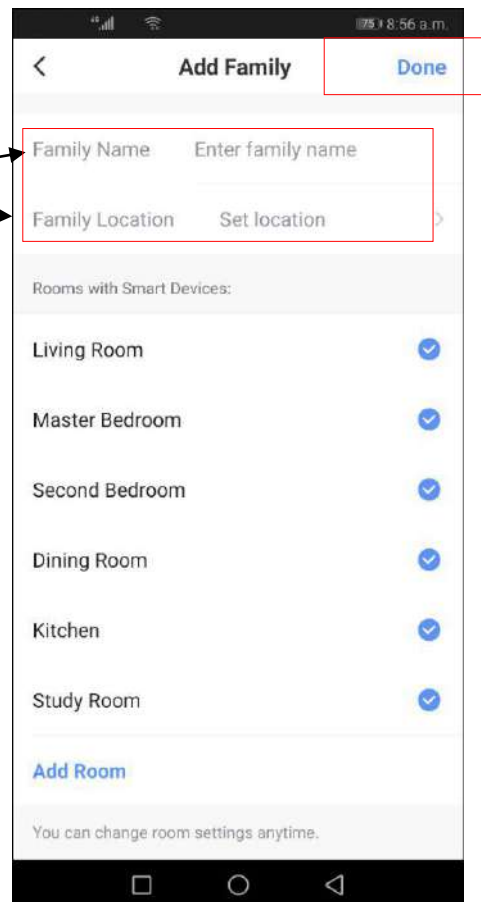 75 8:56 a.m.
Add Family Done
Family Name Enter family name
Family Location Set location
Rooms with Smart Devices:
Living Room
Master Bedroom
Second Bedroom
Dining Room
Kitchen
Study Room
Add Room
You can change room settings anytime.